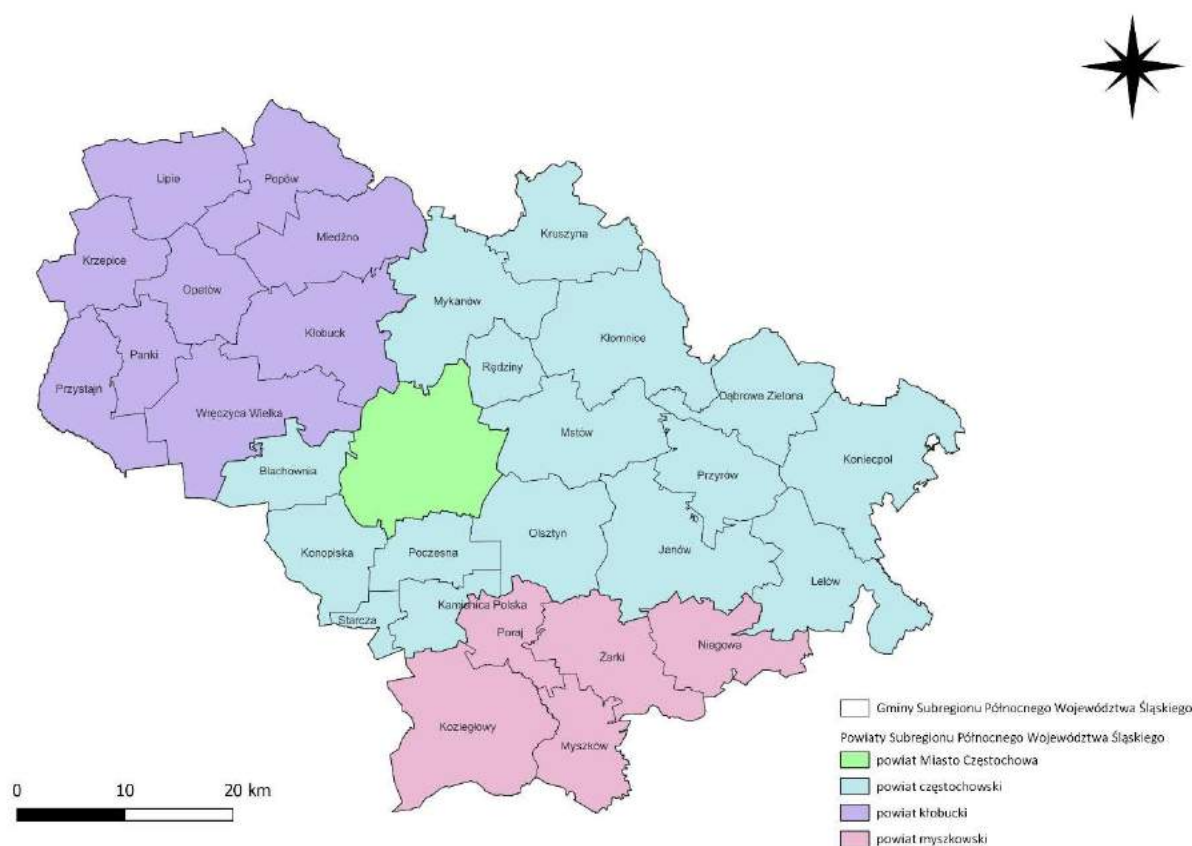 Lipie
Popów
Miedźno
Kruszyna
Krzepice
Opatów
Mykanów
Kłobuck
Kłomnice
Panki
Rędziny
Przystajń
Dąbrowa Zielona
Wręczyca Wielka
Mstów
Koniecpol
Blachownia
Przyrów
Olsztyn
Konopiska
Poczesna
Janów
Lelów
Kamienica Polska
Starcza
Poraj
Niegowa
Żarki
Koziegłowy
Myszków
Gminy Subregionu Północnego Województwa Śląskiego
Powiaty Subregionu Północnego Województwa Śląskiego
powiat Miasto Częstochowa
powiat częstochowski
powiat kłobucki
powiat myszkowski
0 10 20 km